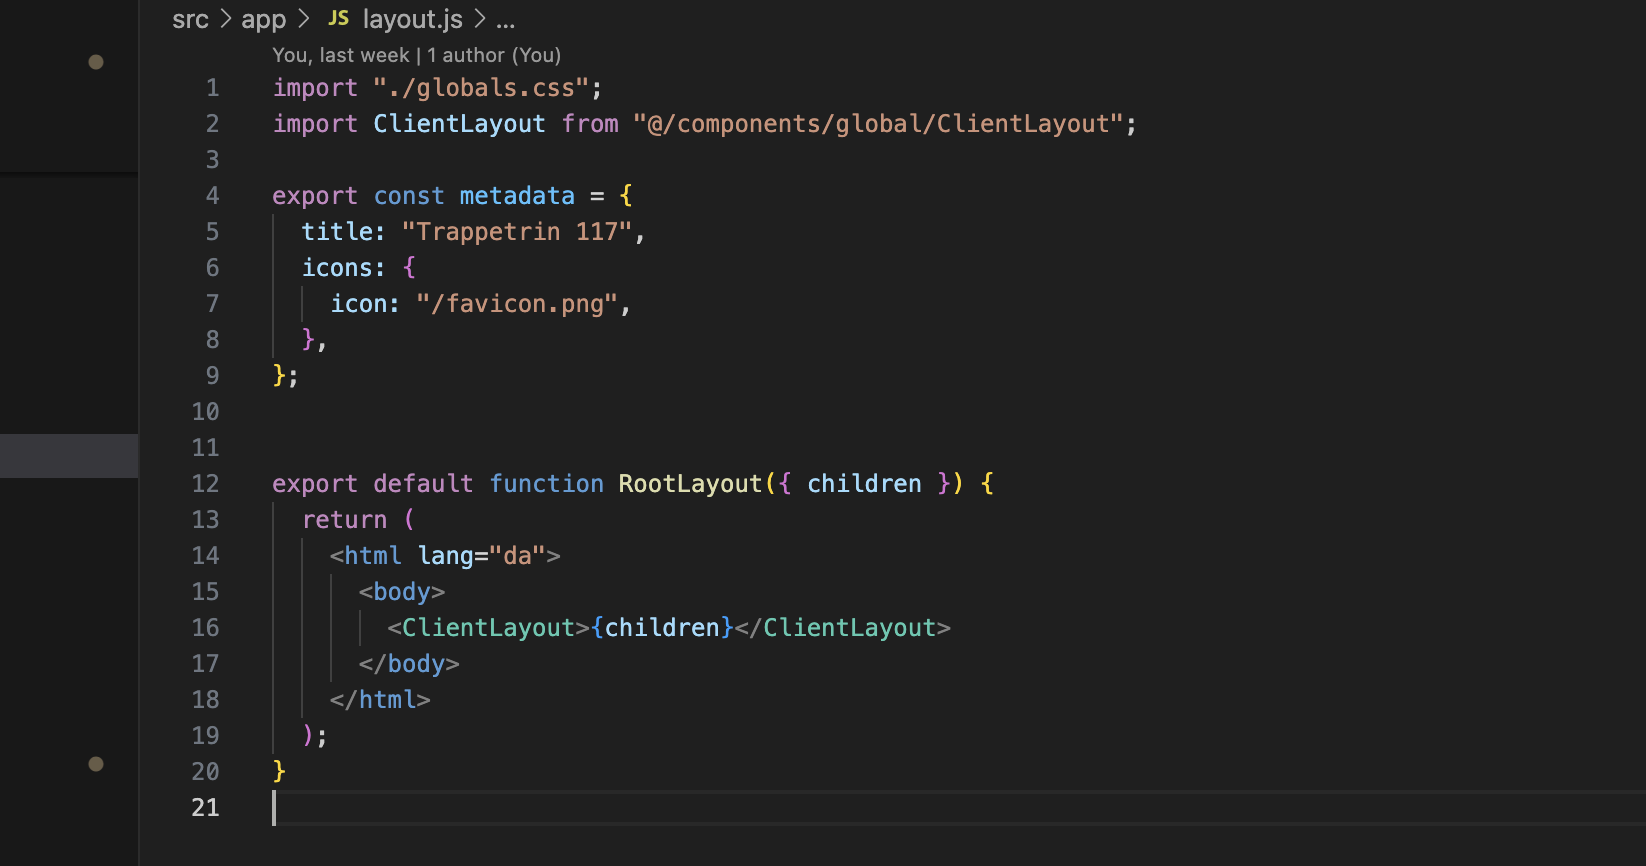 src > app > JS layout.js > ...
You, last week | 1 author (You)
1 import "./globals.css";
2 import ClientLayout from "@/components/global/ClientLayout";
3
4 export const metadata = {
5   title: "Trappetrin 117",
6   icons: {
7     icon: "/favicon.png",
8   },
9 };
10
11
12 export default function RootLayout({ children }) {
13   return (
14     <html lang="da">
15       <body>
16         <ClientLayout>{children}</ClientLayout>
17       </body>
18     </html>
19   );
20 }
21